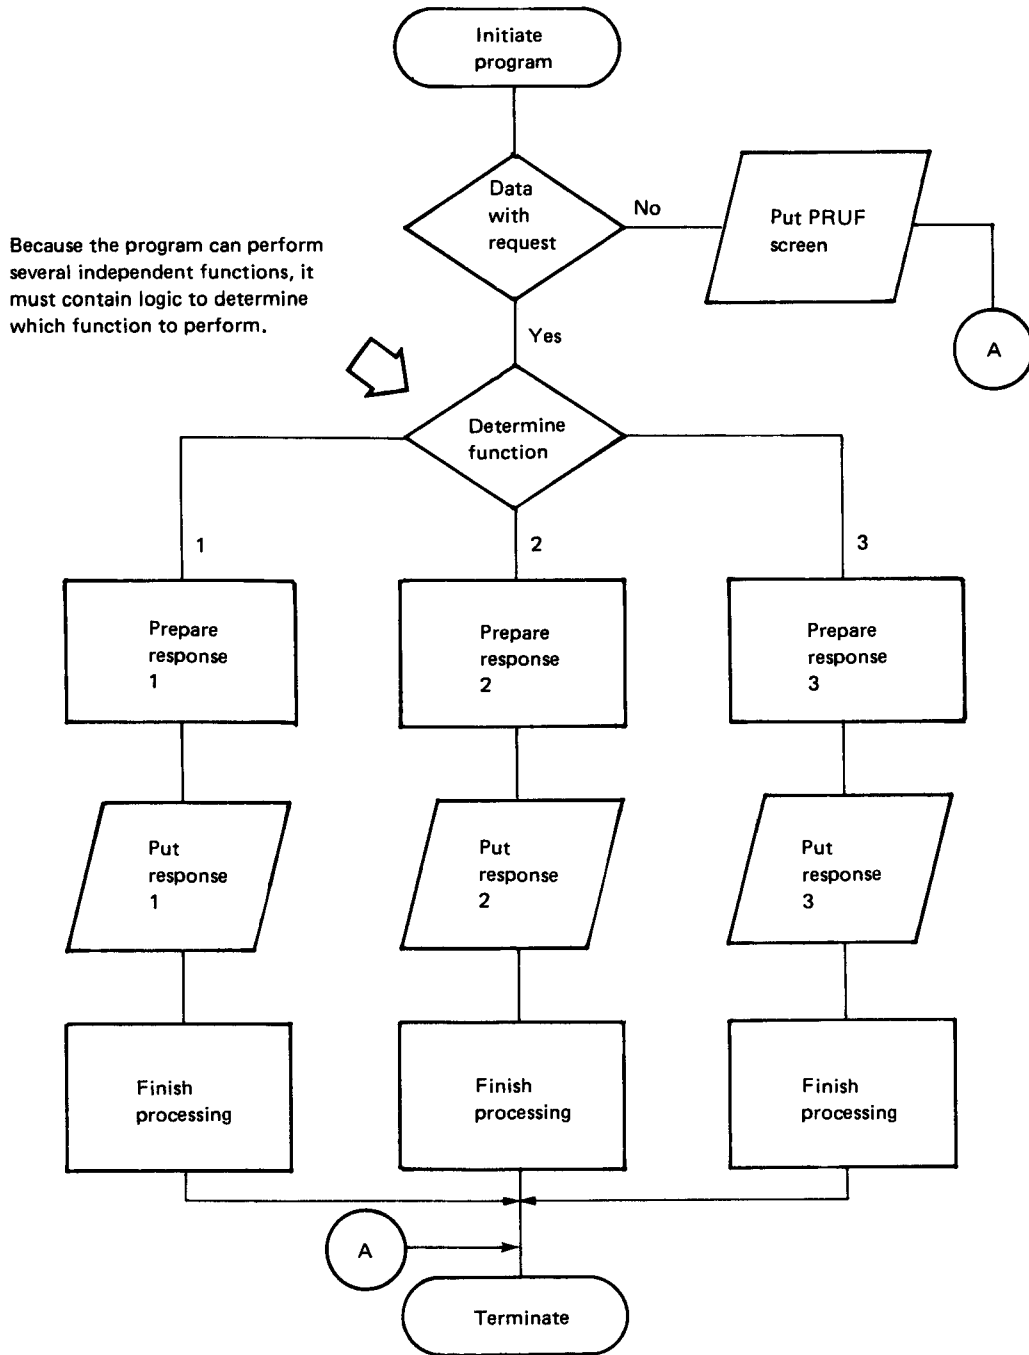 Initiate
program
Data
with
request
No
Put PRUF
screen
Because the program can perform
several independent functions, it
must contain logic to determine
which function to perform.
Yes
A
Determine
function
1
2
3
Prepare
response
1
Prepare
response
2
Prepare
response
3
Put
response
1
Put
response
2
Put
response
3
Finish
processing
Finish
processing
Finish
processing
A
Terminate